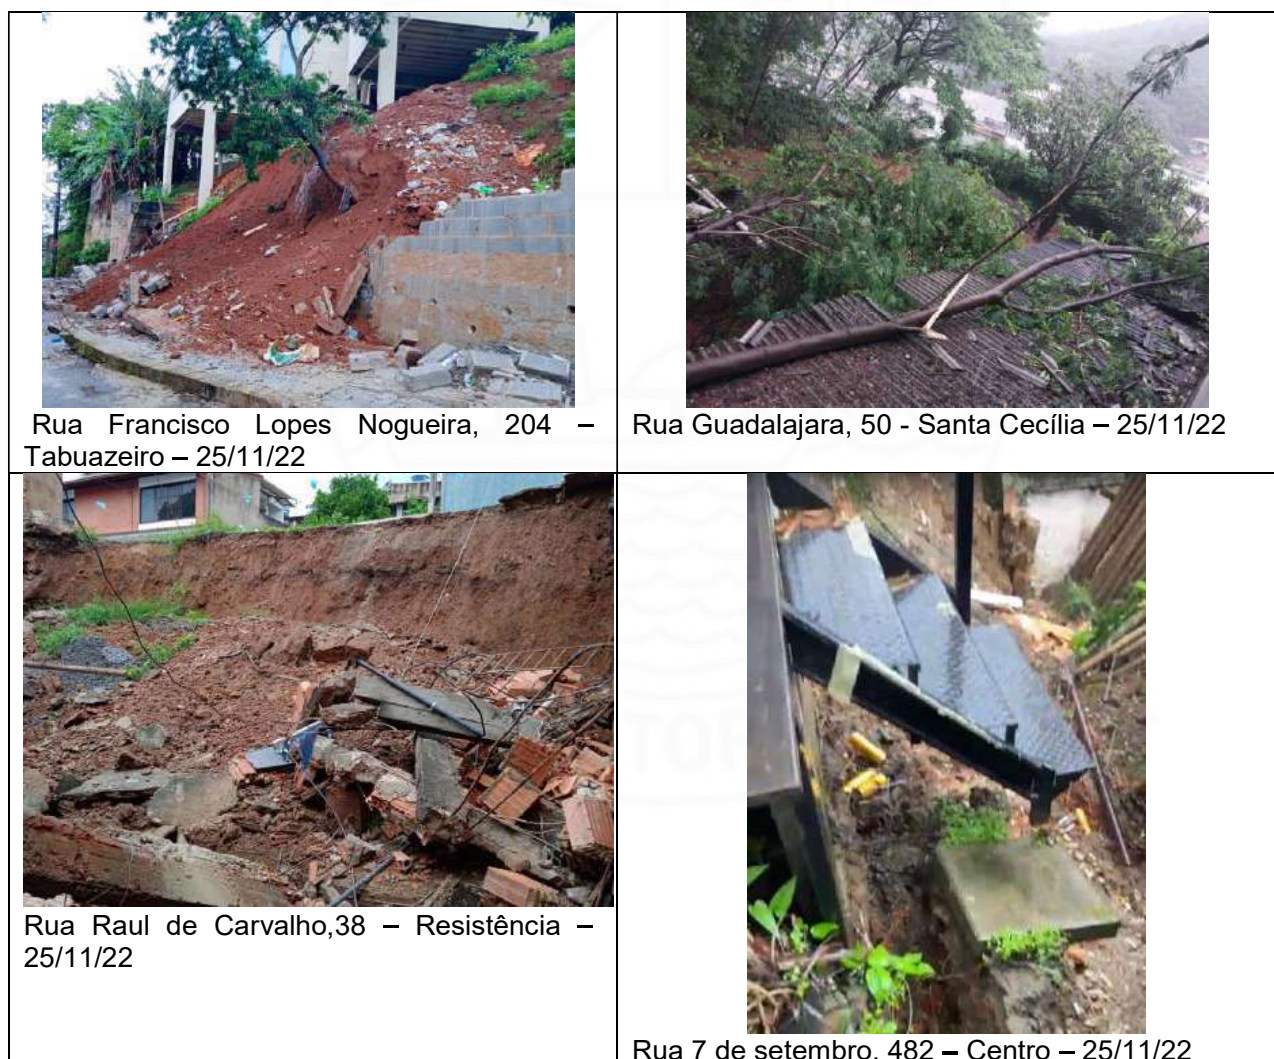 Rua Francisco Lopes Nogueira, 204 –
Tabuazeiro – 25/11/22
Rua Guadalajara, 50 - Santa Cecília – 25/11/22
Rua Raul de Carvalho,38 – Resistência –
25/11/22
Rua 7 de setembro, 482 – Centro – 25/11/22